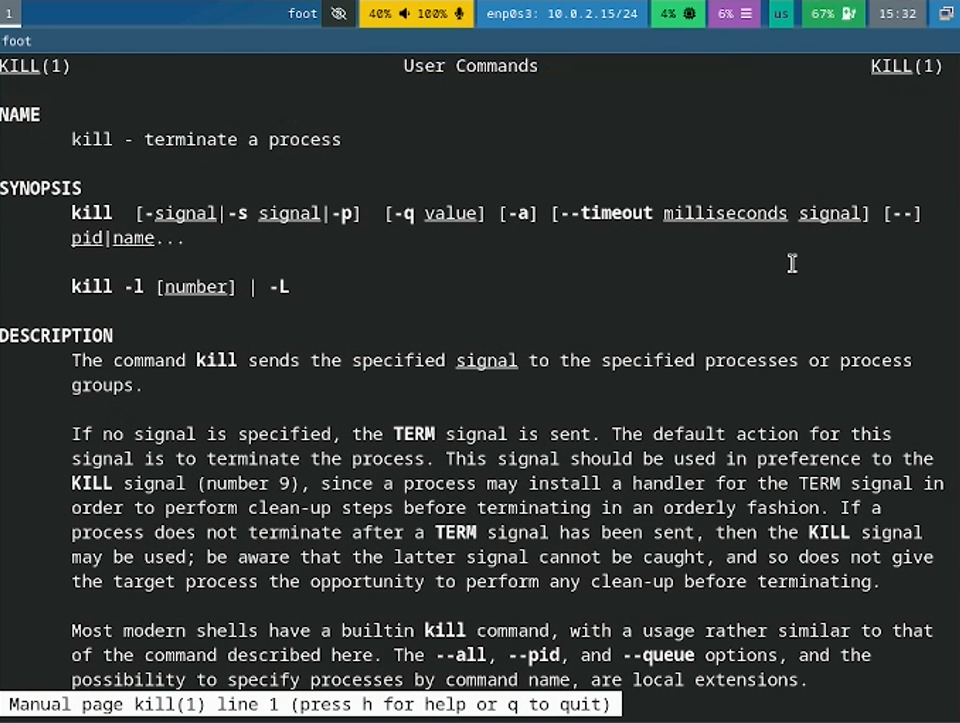 1 foot 40% 100% enp0s3: 10.0.2.15/24 4% 6% us 67% 15:32
foot
KILL(1) User Commands KILL(1)
NAME
kill - terminate a process
SYNOPSIS
kill [-signal|-s signal|-p] [-q value] [-a] [--timeout milliseconds signal] [--]
pid|name...
kill -l [number] | -L
DESCRIPTION
The command kill sends the specified signal to the specified processes or process
groups.
If no signal is specified, the TERM signal is sent. The default action for this
signal is to terminate the process. This signal should be used in preference to the
KILL signal (number 9), since a process may install a handler for the TERM signal in
order to perform clean-up steps before terminating in an orderly fashion. If a
process does not terminate after a TERM signal has been sent, then the KILL signal
may be used; be aware that the latter signal cannot be caught, and so does not give
the target process the opportunity to perform any clean-up before terminating.
Most modern shells have a builtin kill command, with a usage rather similar to that
of the command described here. The --all, --pid, and --queue options, and the
possibility to specify processes by command name, are local extensions.
Manual page kill(1) line 1 (press h for help or q to quit)